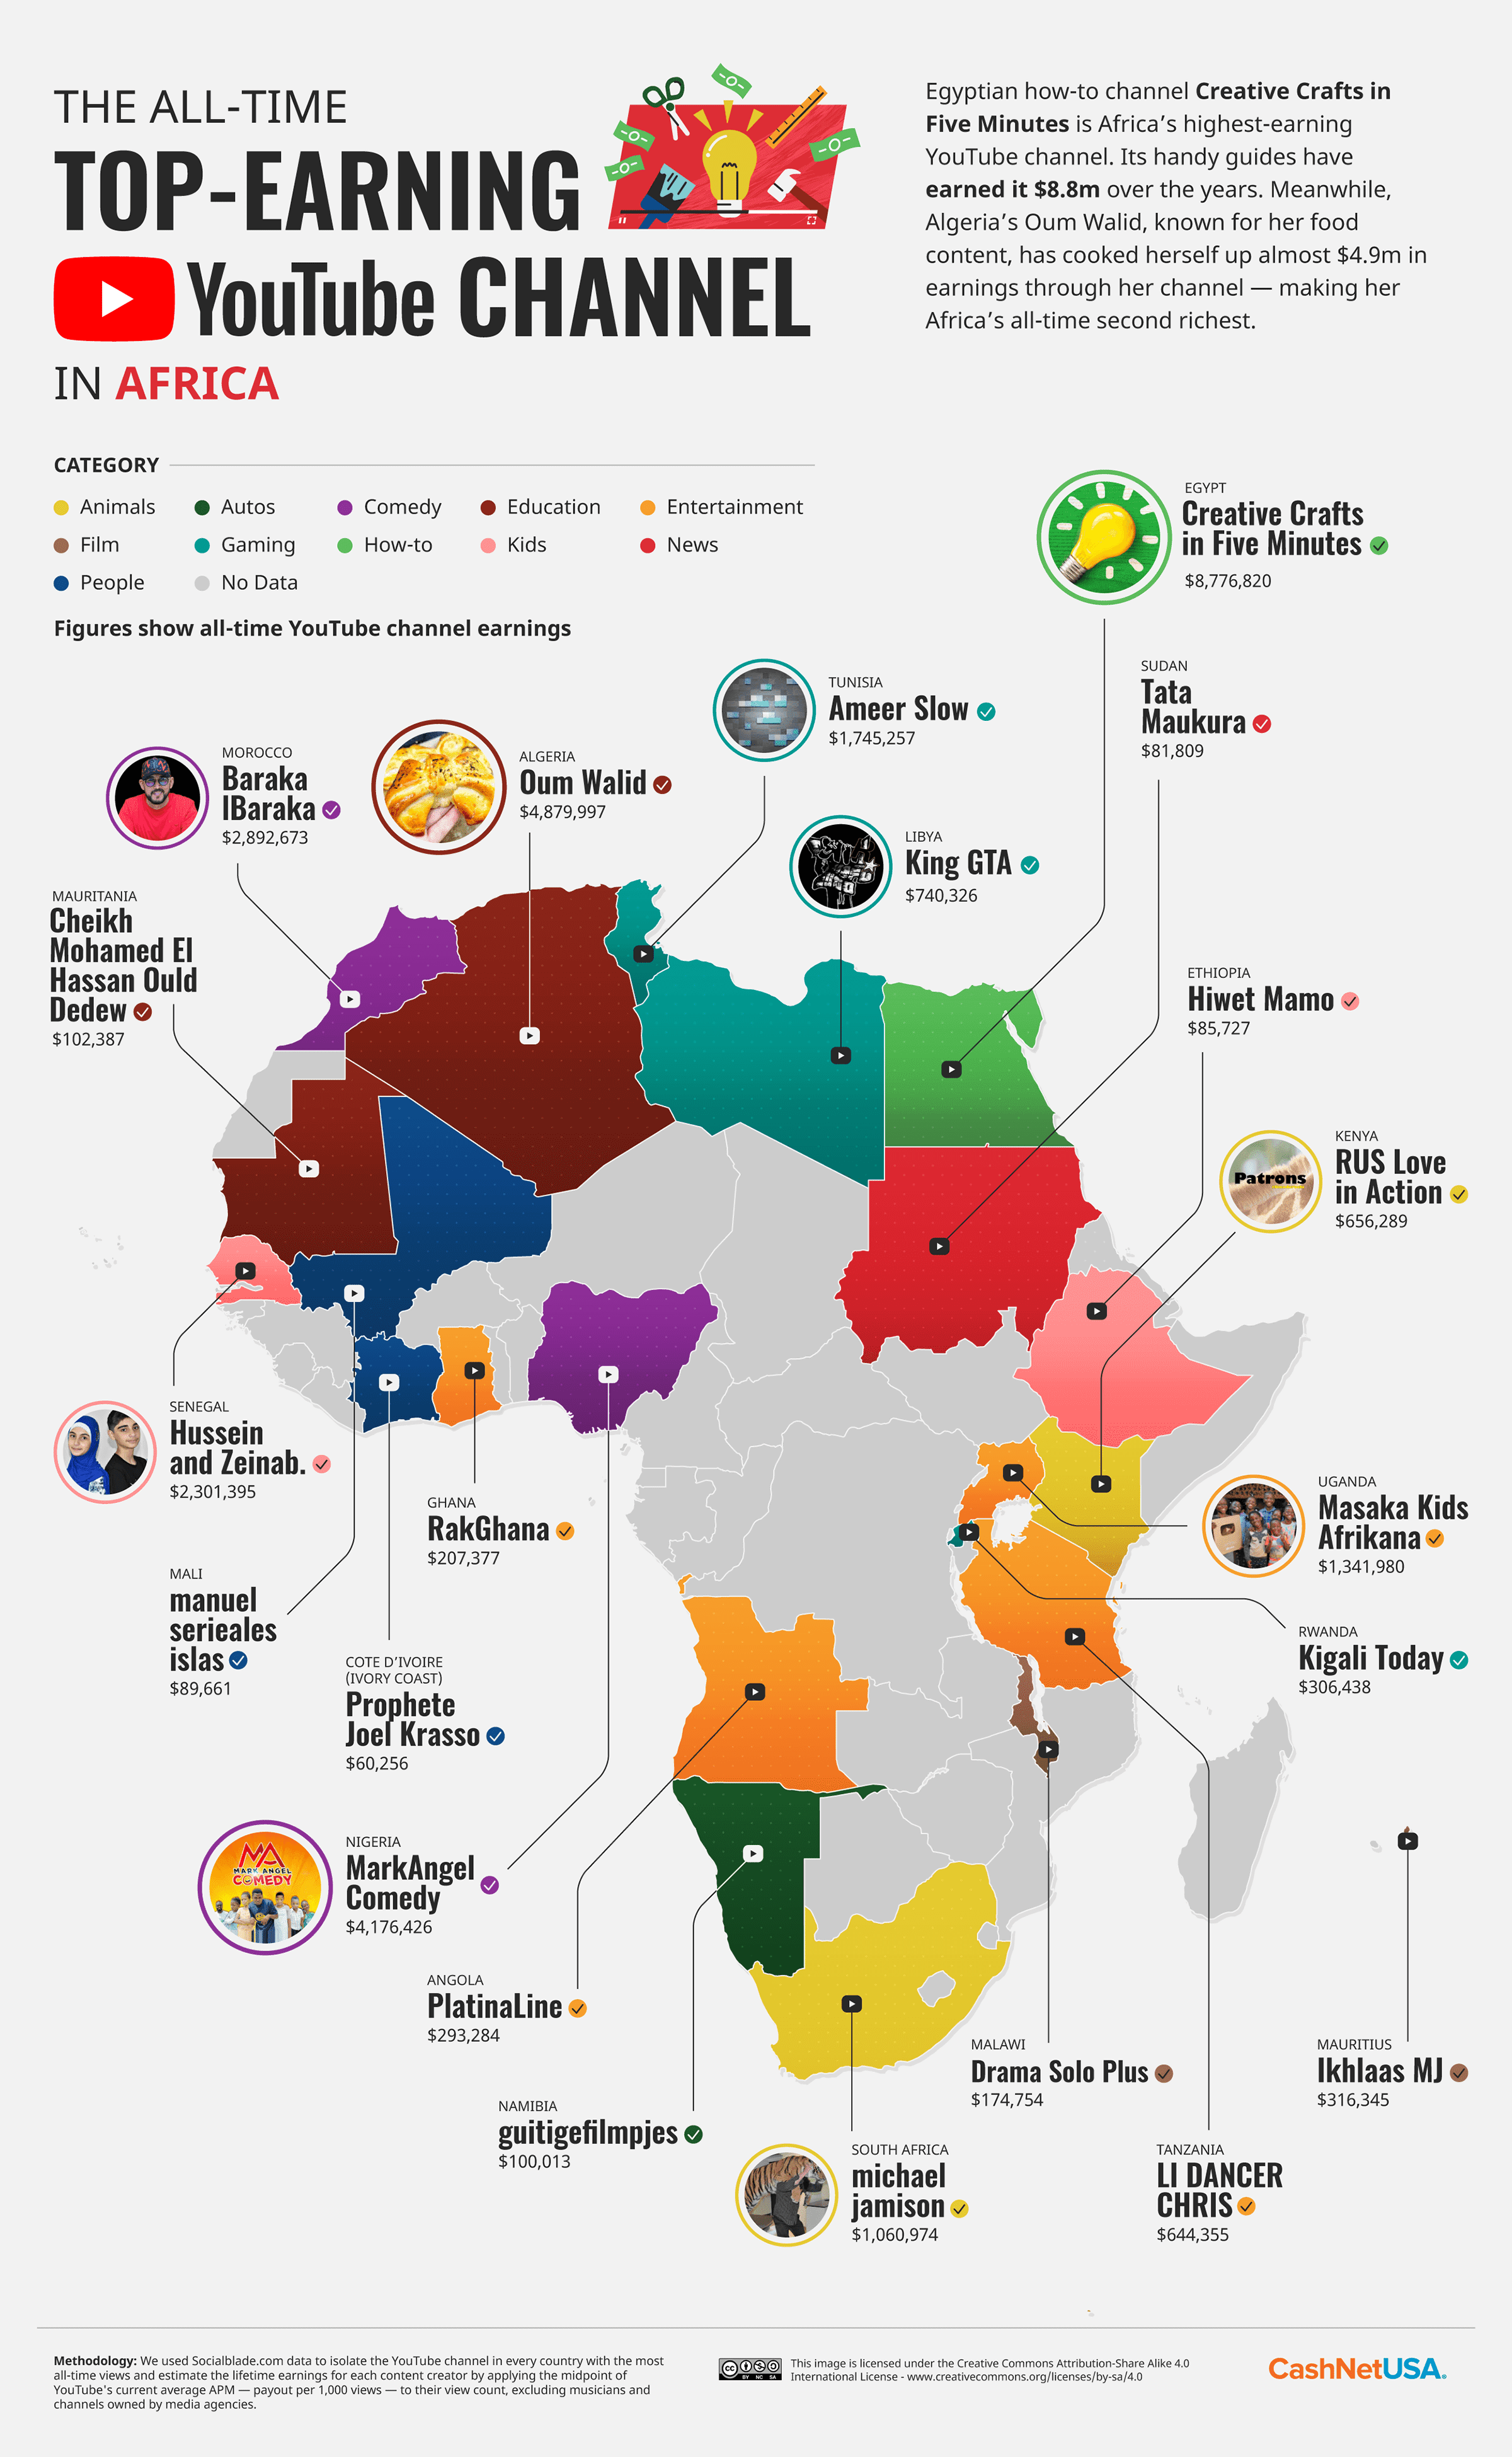 THE ALL-TIME
TOP-EARNING
YouTube CHANNEL
IN AFRICA
Egyptian how-to channel Creative Crafts in
Five Minutes is Africa's highest-earning
YouTube channel. Its handy guides have
earned it $8.8m over the years. Meanwhile,
Algeria's Oum Walid, known for her food
content, has cooked herself up almost $4.9m in
earnings through her channel — making her
Africa's all-time second richest.
CATEGORY
Animals
Autos
Comedy
Education
Entertainment
Film
Gaming
How-to
Kids
News
People
No Data
Figures show all-time YouTube channel earnings
EGYPT
Creative Crafts
in Five Minutes
$8,776,820
SUDAN
Tata
Maukura
$81,809
TUNISIA
Ameer Slow
$1,745,257
MOROCCO
Baraka
IBaraka
$2,892,673
ALGERIA
Oum Walid
$4,879,997
LIBYA
King GTA
$740,326
MAURITANIA
Cheikh
Mohamed El
Hassan Ould
Dedew
$102,387
ETHIOPIA
Hiwet Mamo
$85,727
Patrons
KENYA
RUS Love
in Action
$656,289
SENEGAL
Hussein
and Zeinab.
$2,301,395
GHANA
RakGhana
$207,377
UGANDA
Masaka Kids
Afrikana
$1,341,980
MALI
manuel
serieales
islas
$89,661
COTE D'IVOIRE
(IVORY COAST)
Prophete
Joel Krasso
$60,256
RWANDA
Kigali Today
$306,438
MARK ANGEL
COMEDY
NIGERIA
MarkAngel
Comedy
$4,176,426
ANGOLA
PlatinaLine
$293,284
MALAWI
Drama Solo Plus
$174,754
MAURITIUS
Ikhlaas MJ
$316,345
NAMIBIA
guitigefilmpjes
$100,013
SOUTH AFRICA
michael
jamison
$1,060,974
TANZANIA
LI DANCER
CHRIS
$644,355
Methodology: We used Socialblade.com data to isolate the YouTube channel in every country with the most
all-time views and estimate the lifetime earnings for each content creator by applying the midpoint of
YouTube's current average APM — payout per 1,000 views — to their view count, excluding musicians and
channels owned by media agencies.
CC BY NC SA
This image is licensed under the Creative Commons Attribution-Share Alike 4.0
International License - www.creativecommons.org/licenses/by-sa/4.0
CashNetUSA